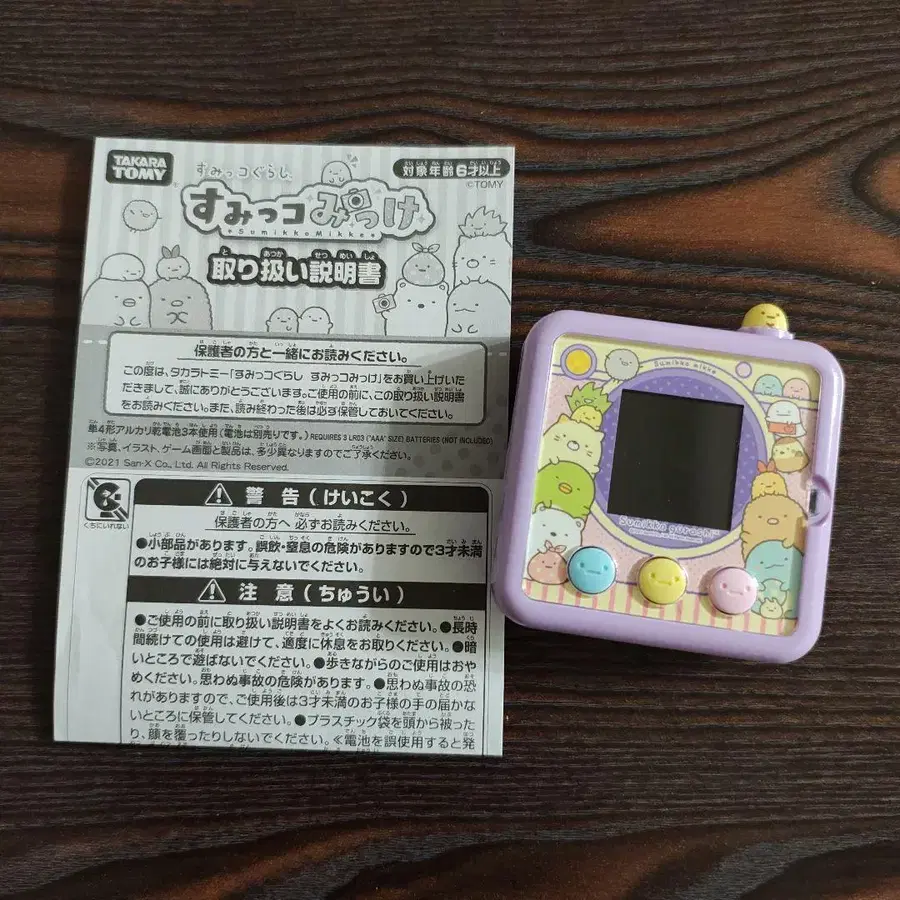 TAKARA TOMY
すみっコぐらし
対象年齢6才以上
©TOMY
すみっコみっけ
Sumikko Mikke
取り扱い説明書
保護者の方と一緒にお読みください。
この度は、タカラトミー「すみっコぐらし すみっコみっけ」をお買い上げいた
だきまして、誠にありがとうございます。ご使用の前に、この取り扱い説明書
をお読みください。また、読み終わった後は必ず保管しておいてください。
単4形アルカリ乾電池3本使用(電池は別売りです。) REQUIRES 3 LR03 ("AAA" SIZE) BATTERIES (NOT INCLUDED)
※写真、イラスト、ゲーム画面と製品は、多少異なりますのでご了承ください。
©2021 San-X Co., Ltd. All Rights Reserved.
くちにいれない
警告(けいこく)
保護者の方へ 必ずお読みください。
●小部品があります。誤飲・窒息の危険がありますので3才未満
のお子様には絶対に与えないでください。
注意(ちゅうい)
●ご使用の前に取り扱い説明書をよくお読みください。●長時
間続けての使用は避けて、適度に休息をお取りください。●暗
いところで遊ばないでください。●歩きながらのご使用はおや
めください。思わぬ事故の危険があります。●思わぬ事故の恐
れがありますので、ご使用後は3才未満のお子様の手の届かな
いところに保管してください。●プラスチック袋を頭から被った
り、顔を覆ったりしないでください。≪電池を誤使用すると発
Sumikko mikke
Sumikko gurashi